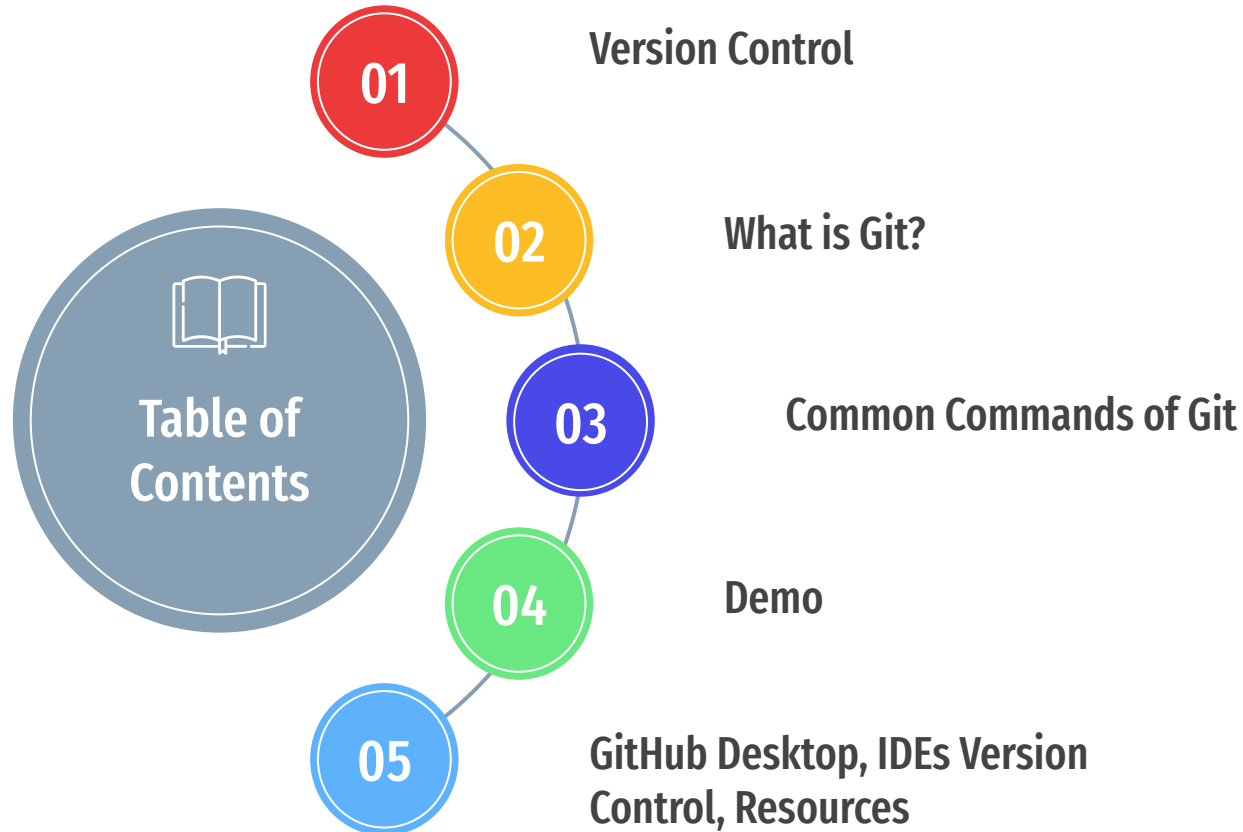 Table of
Contents
01
Version Control
02
What is Git?
03
Common Commands of Git
04
Demo
05
GitHub Desktop, IDEs Version
Control, Resources